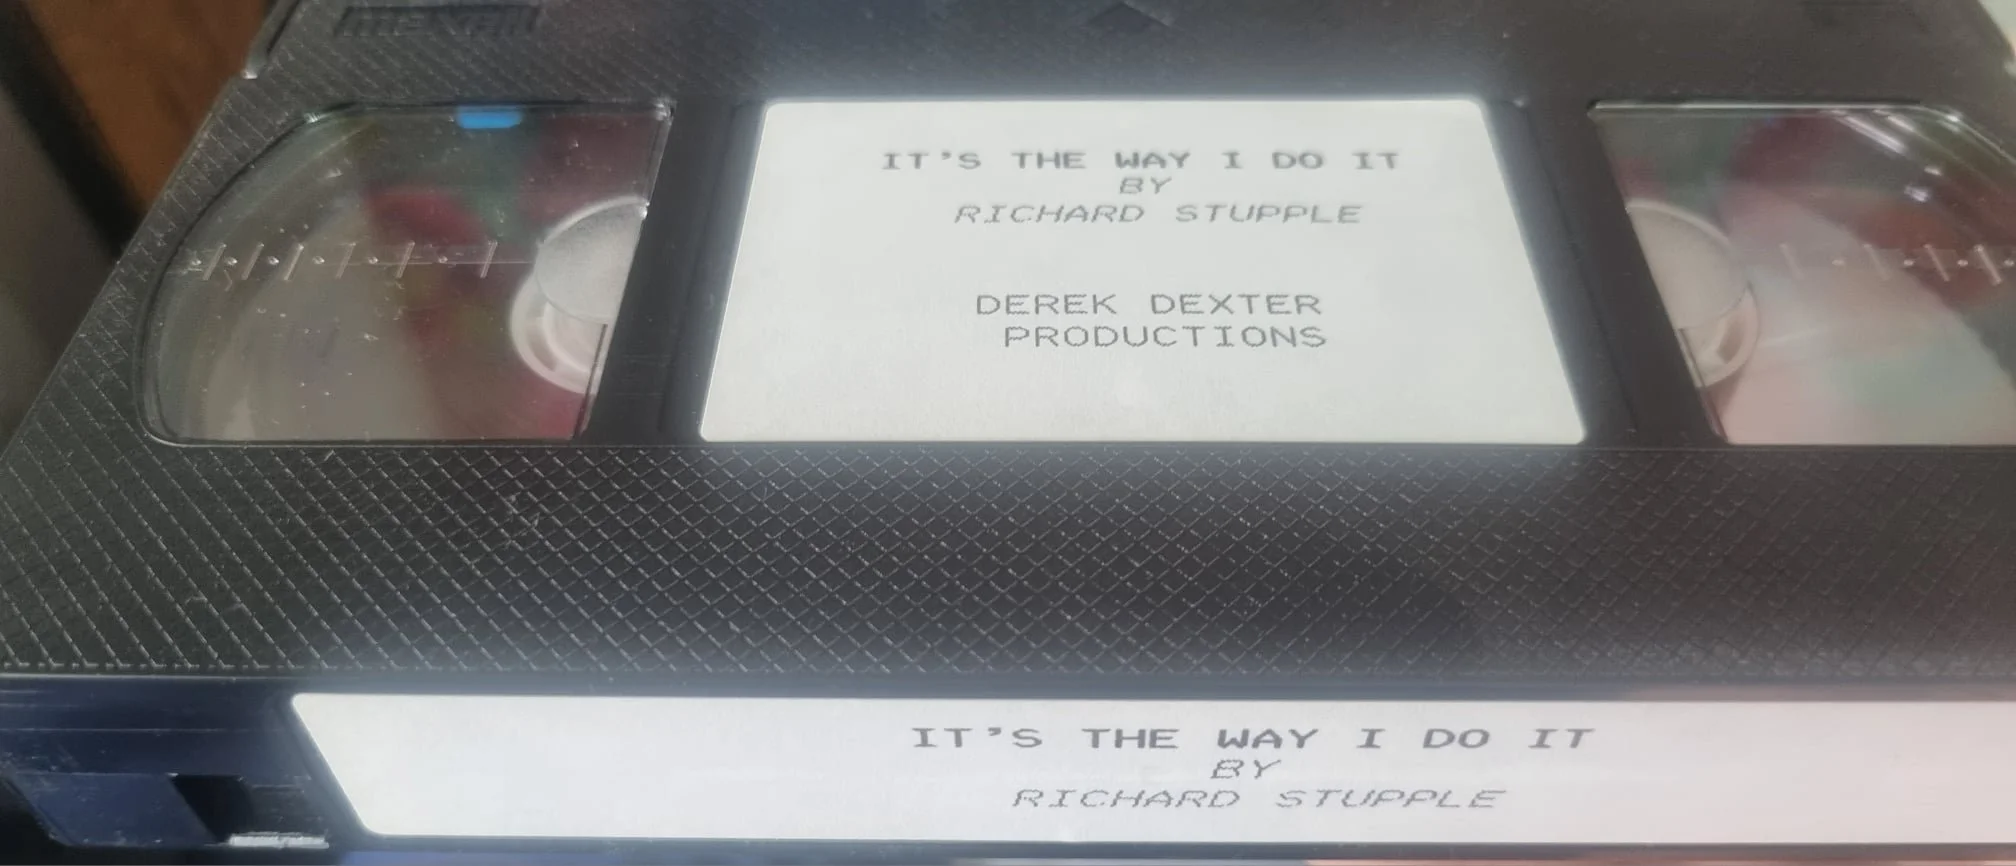 maxell
IT'S THE WAY I DO IT
BY
RICHARD STUPPLE
DEREK DEXTER
PRODUCTIONS
IT'S THE WAY I DO IT
BY
RICHARD STUPPLE